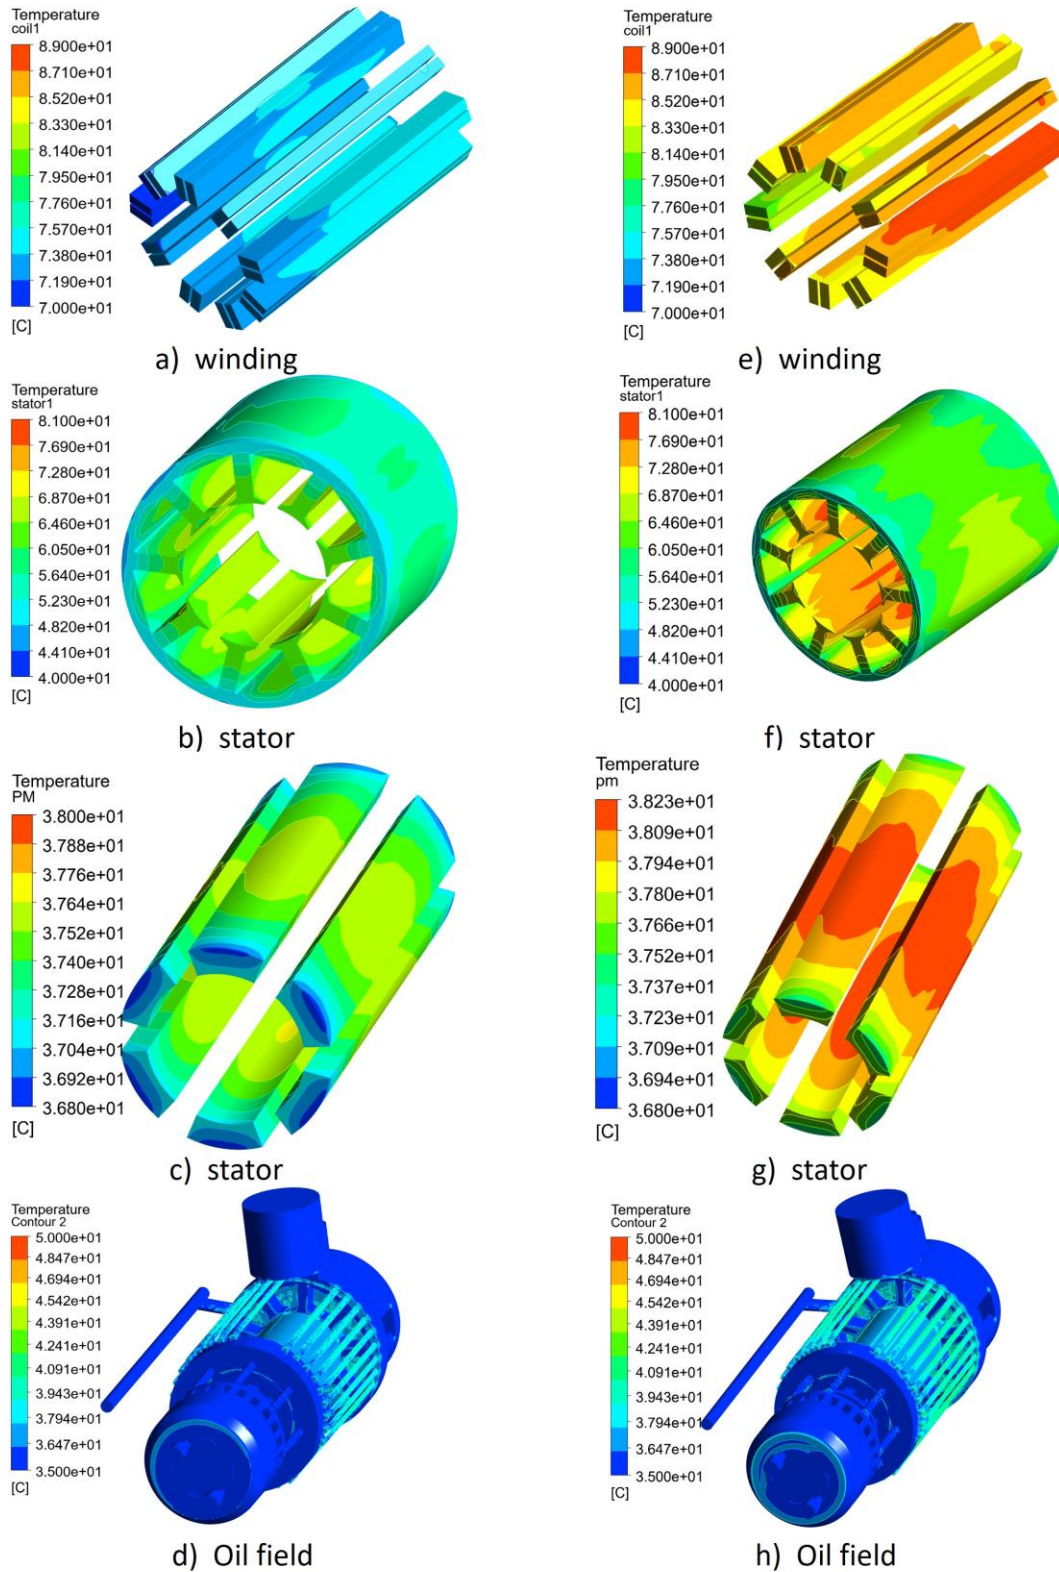 Temperature
coil1
8.900e+01
8.710e+01
8.520e+01
8.330e+01
8.140e+01
7.950e+01
7.760e+01
7.570e+01
7.380e+01
7.190e+01
7.000e+01
[C]
a) winding
Temperature
coil1
8.900e+01
8.710e+01
8.520e+01
8.330e+01
8.140e+01
7.950e+01
7.760e+01
7.570e+01
7.380e+01
7.190e+01
7.000e+01
[C]
e) winding
Temperature
stator1
8.100e+01
7.690e+01
7.280e+01
6.870e+01
6.460e+01
6.050e+01
5.640e+01
5.230e+01
4.820e+01
4.410e+01
4.000e+01
[C]
b) stator
Temperature
stator1
8.100e+01
7.690e+01
7.280e+01
6.870e+01
6.460e+01
6.050e+01
5.640e+01
5.230e+01
4.820e+01
4.410e+01
4.000e+01
[C]
f) stator
Temperature
PM
3.800e+01
3.788e+01
3.776e+01
3.764e+01
3.752e+01
3.740e+01
3.728e+01
3.716e+01
3.704e+01
3.692e+01
3.680e+01
[C]
c) stator
Temperature
pm
3.823e+01
3.809e+01
3.794e+01
3.780e+01
3.766e+01
3.752e+01
3.737e+01
3.723e+01
3.709e+01
3.694e+01
3.680e+01
[C]
g) stator
Temperature
Contour 2
5.000e+01
4.847e+01
4.694e+01
4.542e+01
4.391e+01
4.241e+01
4.091e+01
3.943e+01
3.794e+01
3.647e+01
3.500e+01
[C]
d) Oil field
Temperature
Contour 2
5.000e+01
4.847e+01
4.694e+01
4.542e+01
4.391e+01
4.241e+01
4.091e+01
3.943e+01
3.794e+01
3.647e+01
3.500e+01
[C]
h) Oil field